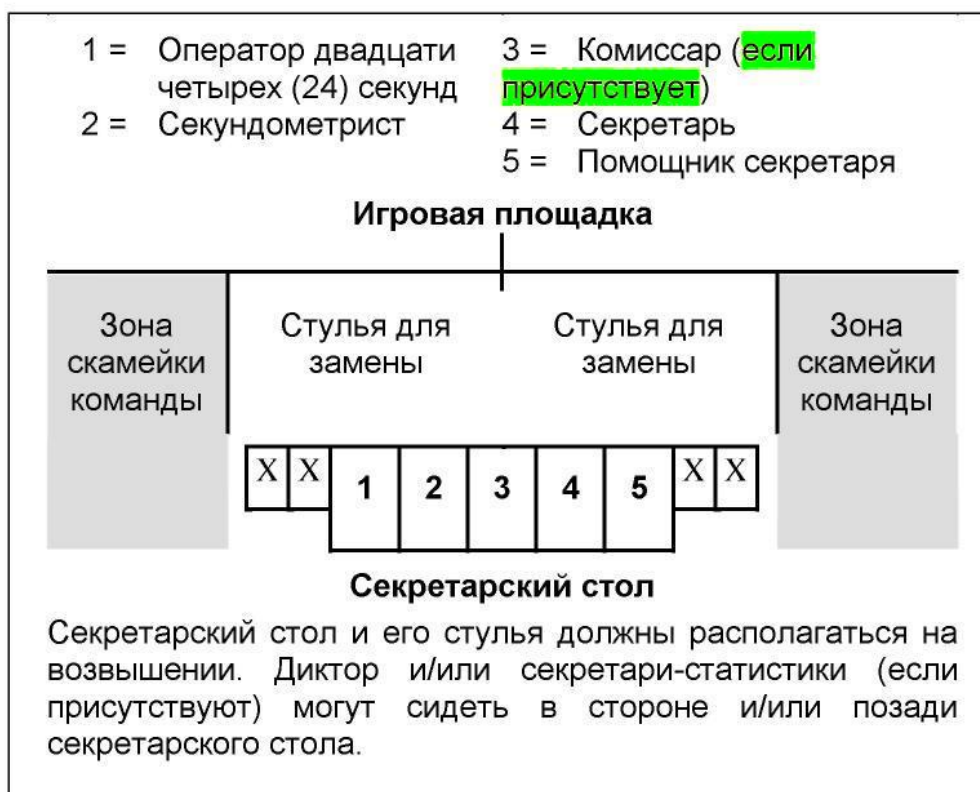 1 = Оператор двадцати четырех (24) секунд
2 = Секундометрист
3 = Комиссар (если присутствует)
4 = Секретарь
5 = Помощник секретаря
Игровая площадка
Зона скамейки команды
Стулья для замены
Стулья для замены
Зона скамейки команды
X X 1 2 3 4 5 X X
Секретарский стол
Секретарский стол и его стулья должны располагаться на
возвышении. Диктор и/или секретари-статистики (если
присутствуют) могут сидеть в стороне и/или позади
секретарского стола.